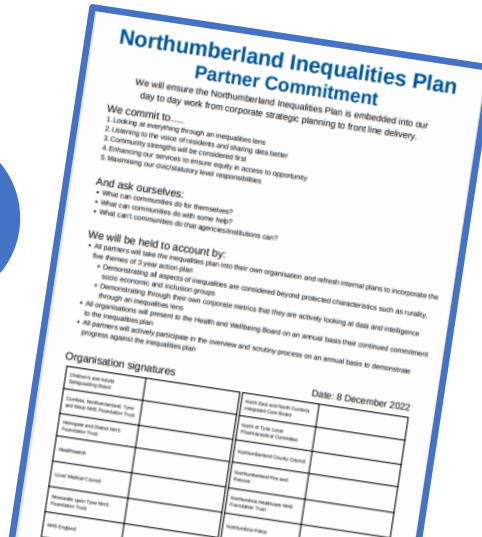 Northumberland Inequalities Plan
Partner Commitment
We will ensure the Northumberland Inequalities Plan is embedded into our
day to day work from corporate strategic planning to front line delivery.
We commit to….
1. Looking at everything through an inequalities lens
2. Listening to the voice of residents and sharing data better
3. Community strengths will be considered first
4. Enhancing our services to ensure equity in access to opportunity
5. Maximising our civic/statutory level responsibilities
And ask ourselves:
• What can communities do for themselves?
• What can communities do with some help?
• What can't communities do that agencies/institutions can?
We will be held to account by:
• All partners will take the inequalities plan into their own organisation and refresh internal plans to incorporate the
five themes of 3 year action plan
Demonstrating all aspects of inequalities are considered beyond protected characteristics such as rurality,
socio economic and inclusion groups
Demonstrating through their own corporate metrics that they are actively looking at data and intelligence
through an inequalities lens
• All organisations will present to the Health and Wellbeing Board on an annual basis their continued commitment
to the inequalities plan
• All partners will actively participate in the overview and scrutiny process on an annual basis to demonstrate
progress against the inequalities plan
Organisation signatures
Date: 8 December 2022
Children's and Adults
Safeguarding Board
North East and North Cumbria
Integrated Care Board
Cumbria, Northumberland, Tyne
and Wear NHS Foundation Trust
North of Tyne Local
Pharmaceutical Committee
Harrogate and District NHS
Foundation Trust
Northumberland County Council
Healthwatch
Northumberland Fire and
Rescue
Local Medical Council
Northumbria Healthcare NHS
Foundation Trust
Newcastle upon Tyne NHS
Foundation Trust
Northumbria Police
NHS England